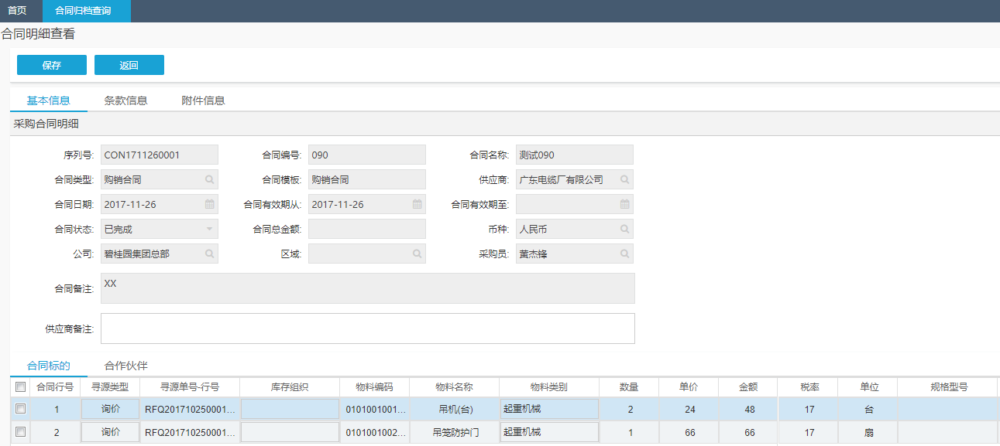 首页 合同归档查询
合同明細查看
保存 返回
基本信息 条款信息 附件信息
采购合同明细
序列号: CON1711260001 合同编号: 090 合同名称: 测试090
合同类型: 购销合同 合同模板: 购销合同 供应商: 广东电缆厂有限公司
合同日期: 2017-11-26 合同有效期从: 2017-11-26 合同有效期至:
合同状态: 已完成 合同总金额: 币种: 人民币
公司: 碧桂园集团总部 区域: 采购员: 黄杰锋
合同备注: XX
供应商备注:
合同标的 合作伙伴
合同行号 寻源类型 寻源单号-行号 库存组织 物料编码 物料名称 物料类别 数量 单价 金额 税率 单位 规格型号
1 询价 RFQ201710250001... 0101001001... 吊机(台) 起重机械 2 24 48 17 台
2 询价 RFQ201710250001... 0101001002... 吊笼防护门 起重机械 1 66 66 17 扇